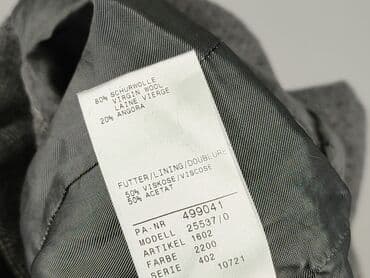 80% SCHURWOLLE
VIRGIN WOOL
LAINE VIERGE
20% ANGORA
FUTTER/LINING/DOUBLURE
50% VISKOSE/VISCOSE
50% ACETAT
PA-NR 499041
MODELL 25537/0
ARTIKEL 1602
FARBE 2200
SERIE 402 10721